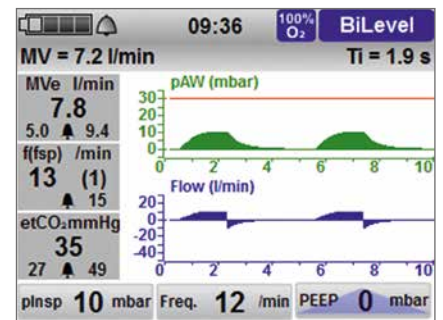 09:36 100% O₂ BiLevel
MV = 7.2 l/min Ti = 1.9 s
MVe l/min
7.8
5.0 9.4
f(fsp) /min
13 (1)
15
etCO₂mmHg
35
27 49
pAW (mbar)
30
20
10
0 2 4 6 8 10
Flow (l/min)
20
0
-20
-40
0 2 4 6 8 10
pInsp 10 mbar Freq. 12 /min PEEP 0 mbar